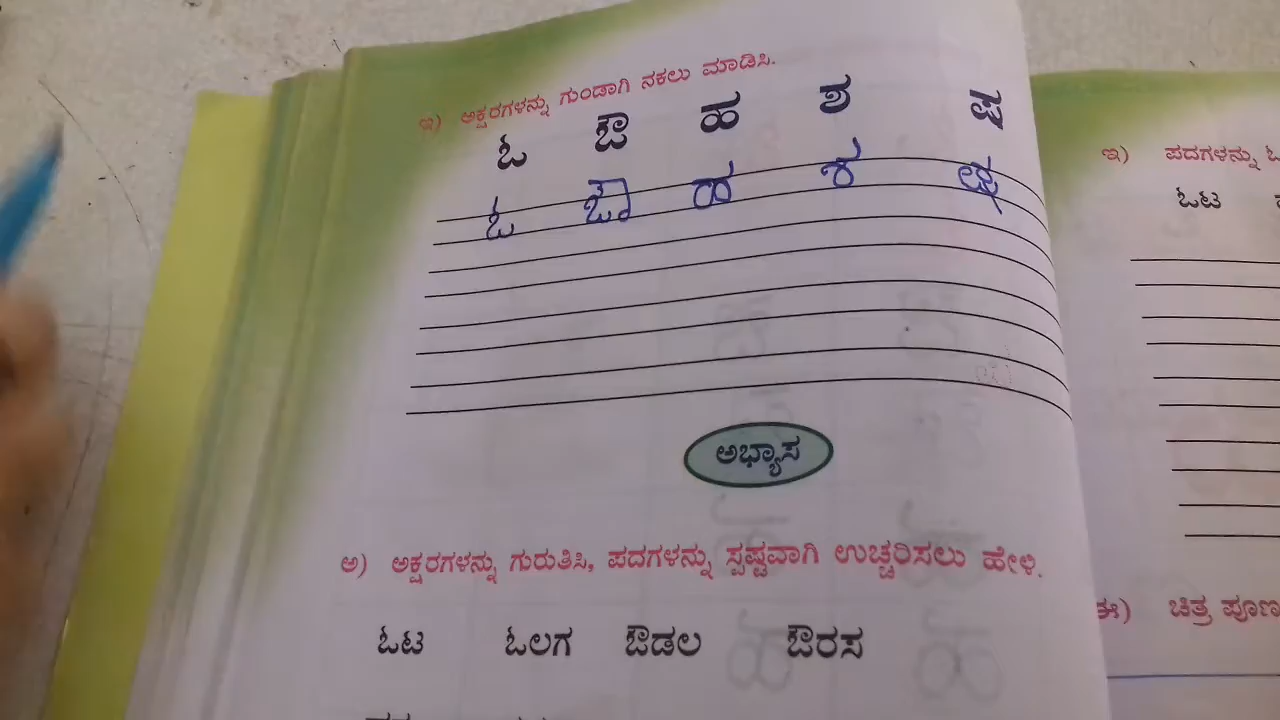 ಇ) ಅಕ್ಷರಗಳನ್ನು ಗುಂಡಾಗಿ ನಕಲು ಮಾಡಿಸಿ.
ಓ ಔ ಹ ಶ ಷ
ಓ ಔ ಹ ಶ ಷ
ಅಭ್ಯಾಸ
ಅ) ಅಕ್ಷರಗಳನ್ನು ಗುರುತಿಸಿ, ಪದಗಳನ್ನು ಸ್ಪಷ್ಟವಾಗಿ ಉಚ್ಚರಿಸಲು ಹೇಳಿ.
ಓಟ ಓಲಗ ಔಡಲ ಔರಸ
ಇ) ಪದಗಳನ್ನು
ಓಟ
ಈ) ಚಿತ್ರ